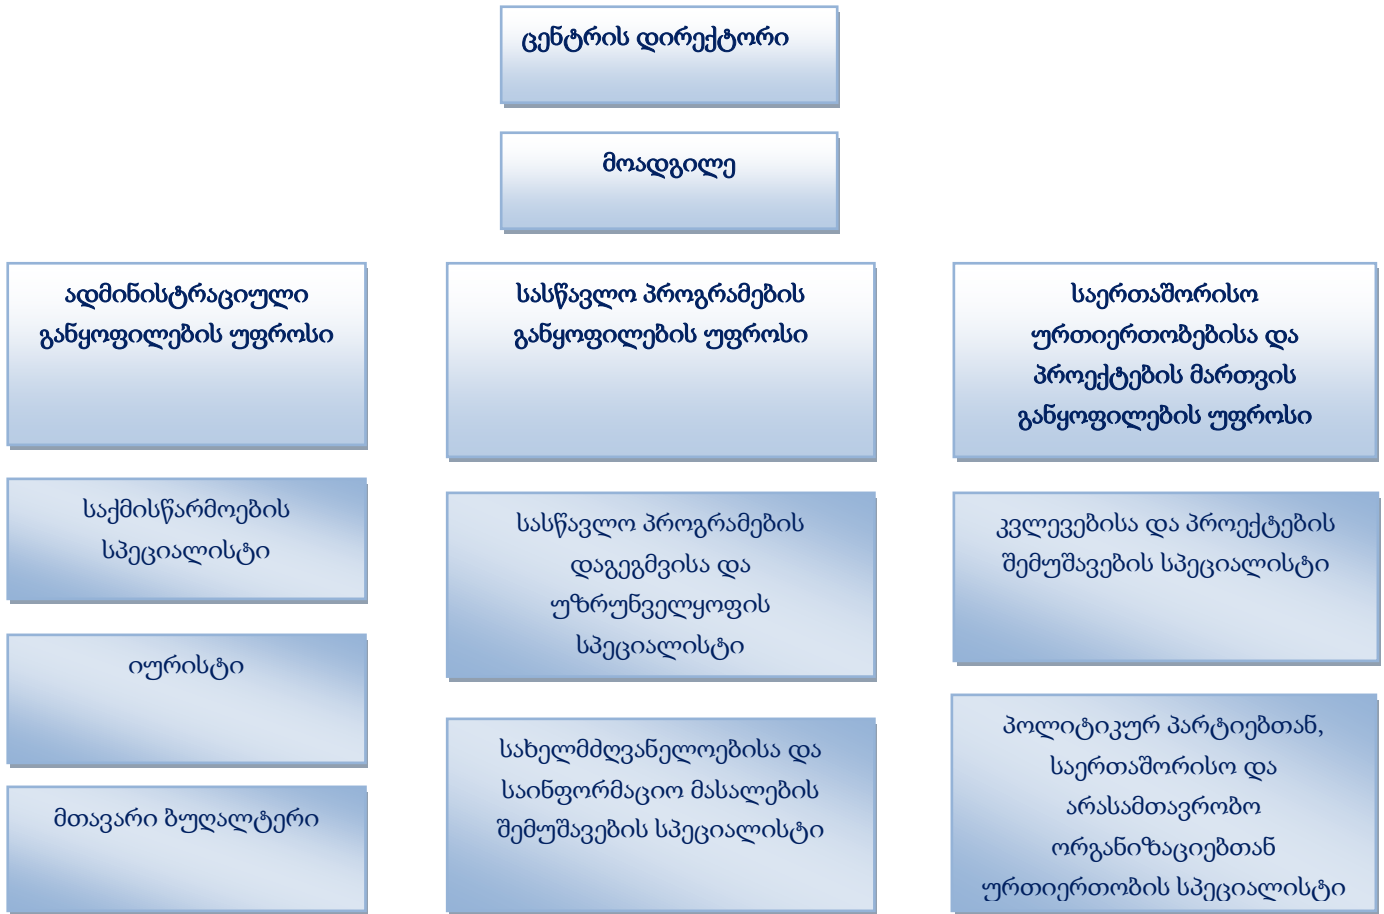 ცენტრის დირექტორი
მოადგილე
ადმინისტრაციული
განყოფილების უფროსი
საქმისწარმოების
სპეციალისტი
იურისტი
მთავარი ბუღალტერი
სასწავლო პროგრამების
განყოფილების უფროსი
სასწავლო პროგრამების
დაგეგმვისა და
უზრუნველყოფის
სპეციალისტი
სახელმძღვანელოებისა და
საინფორმაციო მასალების
შემუშავების სპეციალისტი
საერთაშორისო
ურთიერთობებისა და
პროექტების მართვის
განყოფილების უფროსი
კვლევებისა და პროექტების
შემუშავების სპეციალისტი
პოლიტიკურ პარტიებთან,
საერთაშორისო და
არასამთავრობო
ორგანიზაციებთან
ურთიერთობის სპეციალისტი